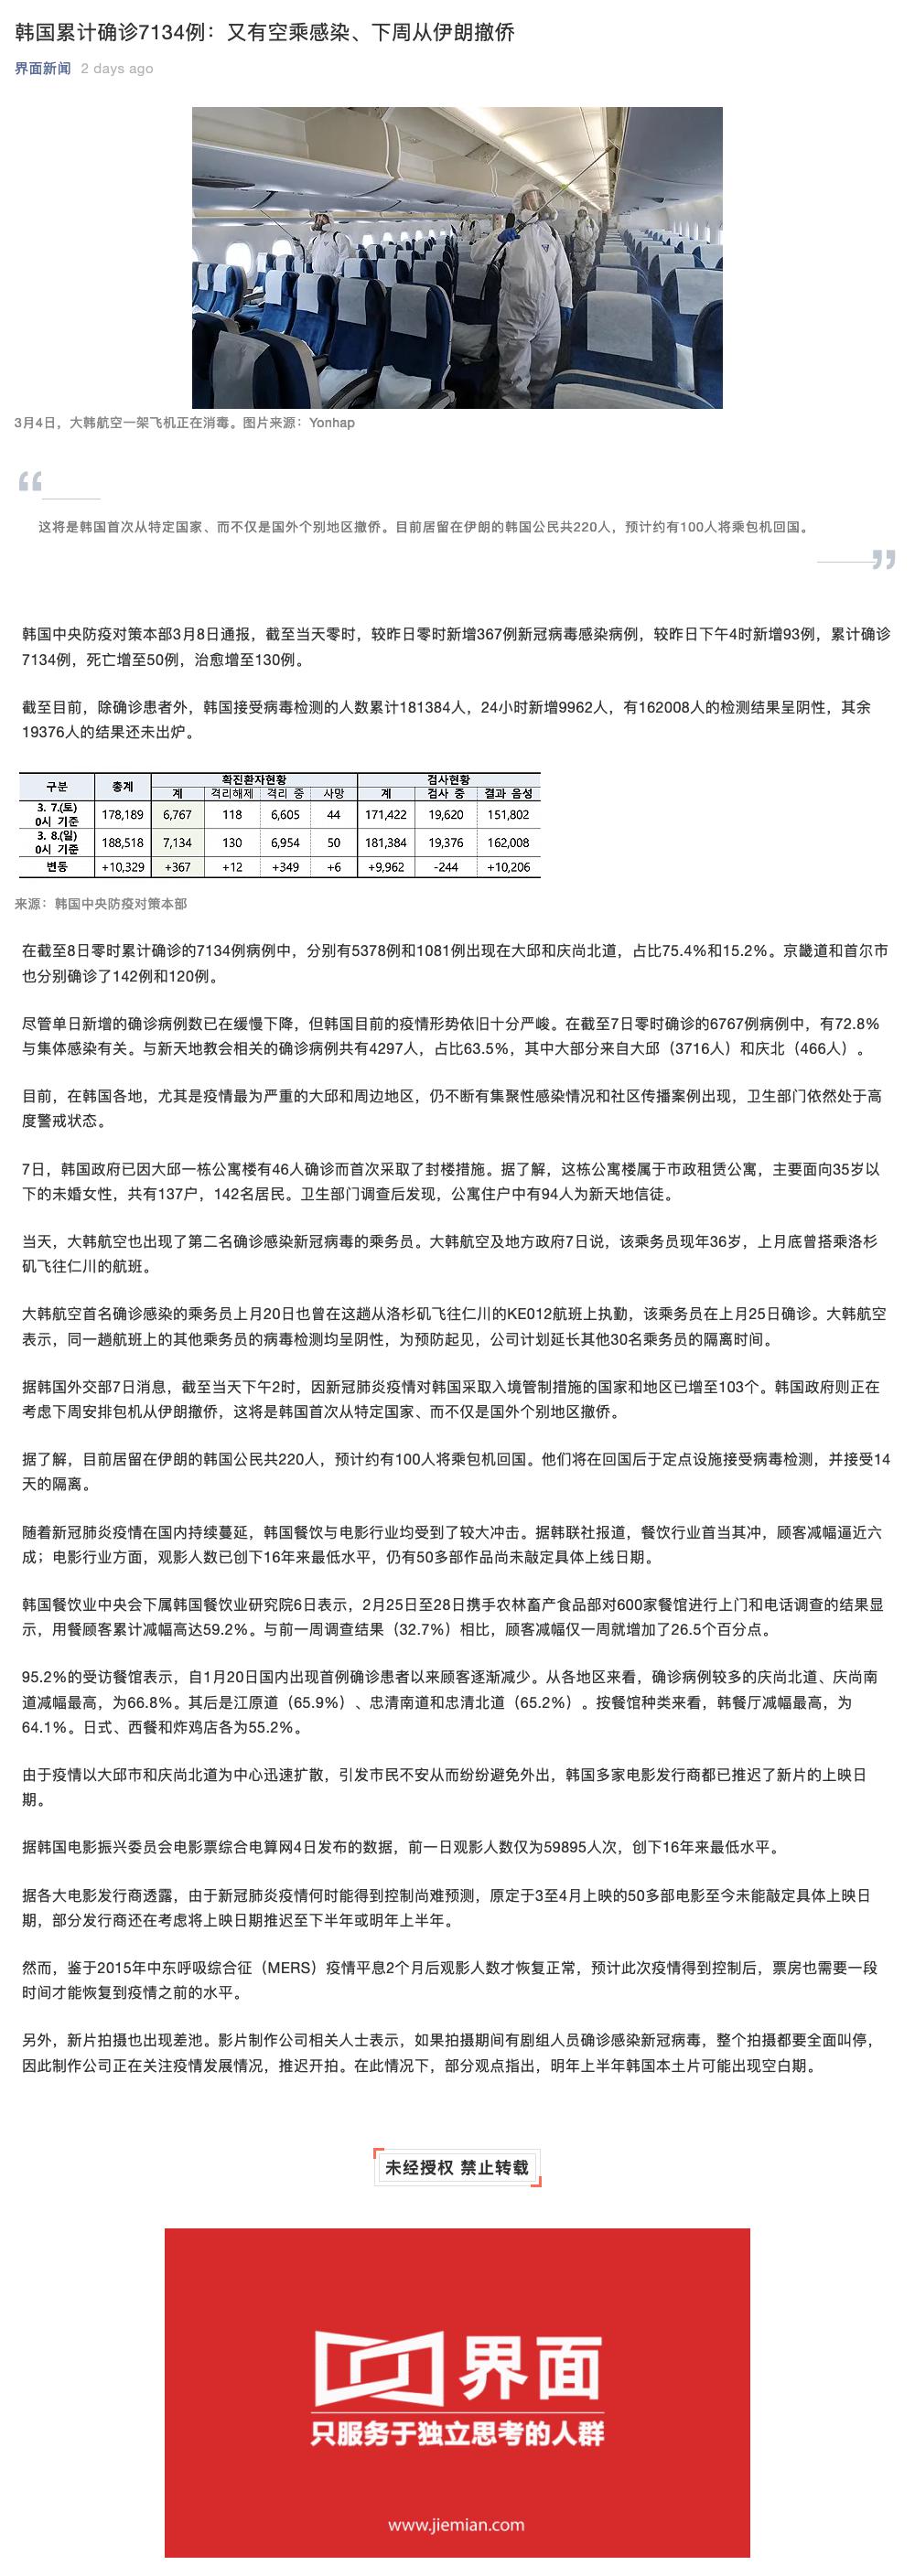 韩国累计确诊7134例：又有空乘感染、下周从伊朗撤侨
界面新闻 2 days ago
3月4日，大韩航空一架飞机正在消毒。图片来源：Yonhap
“
这将是韩国首次从特定国家、而不仅是国外个别地区撤侨。目前居留在伊朗的韩国公民共220人，预计约有100人将乘包机回国。
”
韩国中央防疫对策本部3月8日通报，截至当天零时，较昨日零时新增367例新冠病毒感染病例，较昨日下午4时新增93例，累计确诊
7134例，死亡增至50例，治愈增至130例。
截至目前，除确诊患者外，韩国接受病毒检测的人数累计181384人，24小时新增9962人，有162008人的检测结果呈阴性，其余
19376人的结果还未出炉。
구분 총계 확진환자현황 검사현황
계 격리해제 격리 중 사망 계 검사 중 결과 음성
3. 7.(토)
0시 기준 178,189 6,767 118 6,605 44 171,422 19,620 151,802
3. 8.(일)
0시 기준 188,518 7,134 130 6,954 50 181,384 19,376 162,008
변동 +10,329 +367 +12 +349 +6 +9,962 -244 +10,206
来源：韩国中央防疫对策本部
在截至8日零时累计确诊的7134例病例中，分别有5378例和1081例出现在大邱和庆尚北道，占比75.4%和15.2%。京畿道和首尔市
也分别确诊了142例和120例。
尽管单日新增的确诊病例数已在缓慢下降，但韩国目前的疫情形势依旧十分严峻。在截至7日零时确诊的6767例病例中，有72.8%
与集体感染有关。与新天地教会相关的确诊病例共有4297人，占比63.5%，其中大部分来自大邱（3716人）和庆北（466人）。
目前，在韩国各地，尤其是疫情最为严重的大邱和周边地区，仍不断有集聚性感染情况和社区传播案例出现，卫生部门依然处于高
度警戒状态。
7日，韩国政府已因大邱一栋公寓楼有46人确诊而首次采取了封楼措施。据了解，这栋公寓楼属于市政租赁公寓，主要面向35岁以
下的未婚女性，共有137户，142名居民。卫生部门调查后发现，公寓住户中有94人为新天地信徒。
当天，大韩航空也出现了第二名确诊感染新冠病毒的乘务员。大韩航空及地方政府7日说，该乘务员现年36岁，上月底曾搭乘洛杉
矶飞往仁川的航班。
大韩航空首名确诊感染的乘务员上月20日也曾在这趟从洛杉矶飞往仁川的KE012航班上执勤，该乘务员在上月25日确诊。大韩航空
表示，同一趟航班上的其他乘务员的病毒检测均呈阴性，为预防起见，公司计划延长其他30名乘务员的隔离时间。
据韩国外交部7日消息，截至当天下午2时，因新冠肺炎疫情对韩国采取入境管制措施的国家和地区已增至103个。韩国政府则正在
考虑下周安排包机从伊朗撤侨，这将是韩国首次从特定国家、而不仅是国外个别地区撤侨。
据了解，目前居留在伊朗的韩国公民共220人，预计约有100人将乘包机回国。他们将在回国后于定点设施接受病毒检测，并接受14
天的隔离。
随着新冠肺炎疫情在国内持续蔓延，韩国餐饮与电影行业均受到了较大冲击。据韩联社报道，餐饮行业首当其冲，顾客减幅逼近六
成；电影行业方面，观影人数已创下16年来最低水平，仍有50多部作品尚未敲定具体上线日期。
韩国餐饮业中央会下属韩国餐饮业研究院6日表示，2月25日至28日携手农林畜产食品部对600家餐馆进行上门和电话调查的结果显
示，用餐顾客累计减幅高达59.2%。与前一周调查结果（32.7%）相比，顾客减幅仅一周就增加了26.5个百分点。
95.2%的受访餐馆表示，自1月20日国内出现首例确诊患者以来顾客逐渐减少。从各地区来看，确诊病例较多的庆尚北道、庆尚南
道减幅最高，为66.8%。其后是江原道（65.9%）、忠清南道和忠清北道（65.2%）。按餐馆种类来看，韩餐厅减幅最高，为
64.1%。日式、西餐和炸鸡店各为55.2%。
由于疫情以大邱市和庆尚北道为中心迅速扩散，引发市民不安从而纷纷避免外出，韩国多家电影发行商都已推迟了新片的上映日
期。
据韩国电影振兴委员会电影票综合电算网4日发布的数据，前一日观影人数仅为59895人次，创下16年来最低水平。
据各大电影发行商透露，由于新冠肺炎疫情何时能得到控制尚难预测，原定于3至4月上映的50多部电影至今未能敲定具体上映日
期，部分发行商还在考虑将上映日期推迟至下半年或明年上半年。
然而，鉴于2015年中东呼吸综合征（MERS）疫情平息2个月后观影人数才恢复正常，预计此次疫情得到控制后，票房也需要一段
时间才能恢复到疫情之前的水平。
另外，新片拍摄也出现差池。影片制作公司相关人士表示，如果拍摄期间有剧组人员确诊感染新冠病毒，整个拍摄都要全面叫停，
因此制作公司正在关注疫情发展情况，推迟开拍。在此情况下，部分观点指出，明年上半年韩国本土片可能出现空白期。
未经授权 禁止转载
界面
只服务于独立思考的人群
www.jiemian.com